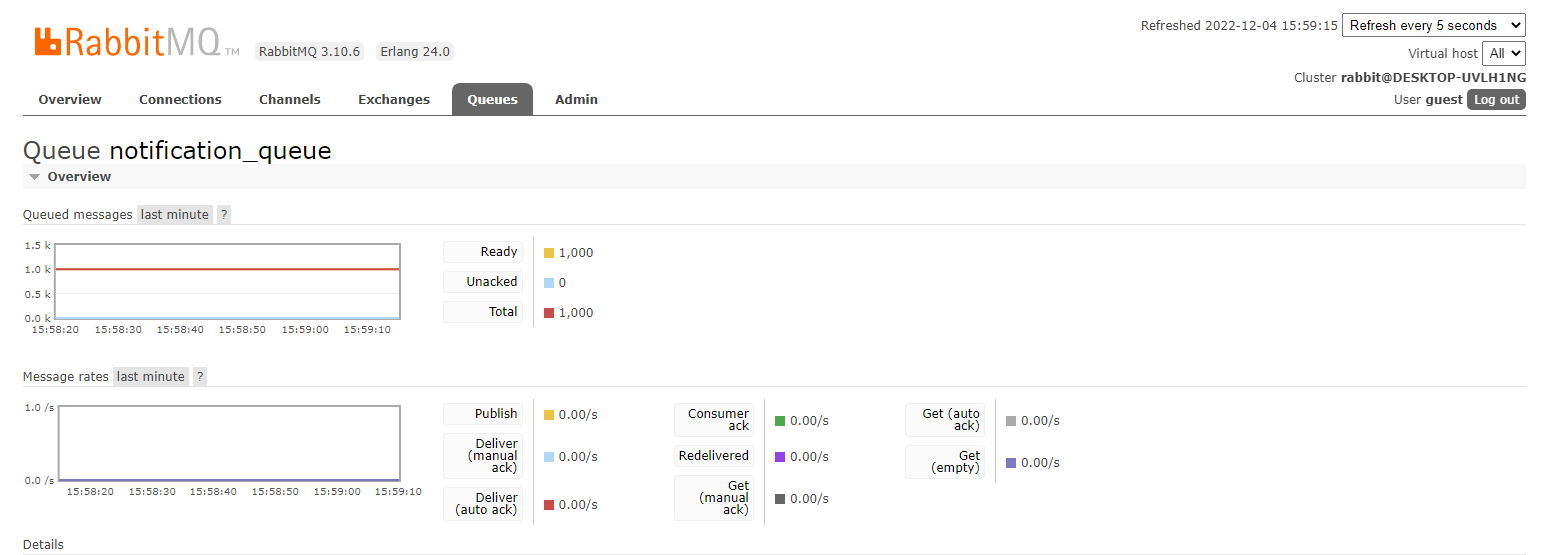 Refreshed 2022-12-04 15:59:15 Refresh every 5 seconds
RabbitMQ TM RabbitMQ 3.10.6 Erlang 24.0
Virtual host All
Cluster rabbit@DESKTOP-UVLH1NG
User guest Log out
Overview Connections Channels Exchanges Queues Admin
Queue notification_queue
Overview
Queued messages last minute ?
1.5 k
1.0 k
0.5 k
0.0 k
15:58:20 15:58:30 15:58:40 15:58:50 15:59:00 15:59:10
Ready 1,000
Unacked 0
Total 1,000
Message rates last minute ?
1.0 /s
0.0 /s
15:58:20 15:58:30 15:58:40 15:58:50 15:59:00 15:59:10
Publish 0.00/s
Deliver
(manual
ack) 0.00/s
Deliver
(auto ack) 0.00/s
Consumer
ack 0.00/s
Redelivered 0.00/s
Get
(manual
ack) 0.00/s
Get (auto
ack) 0.00/s
Get
(empty) 0.00/s
Details